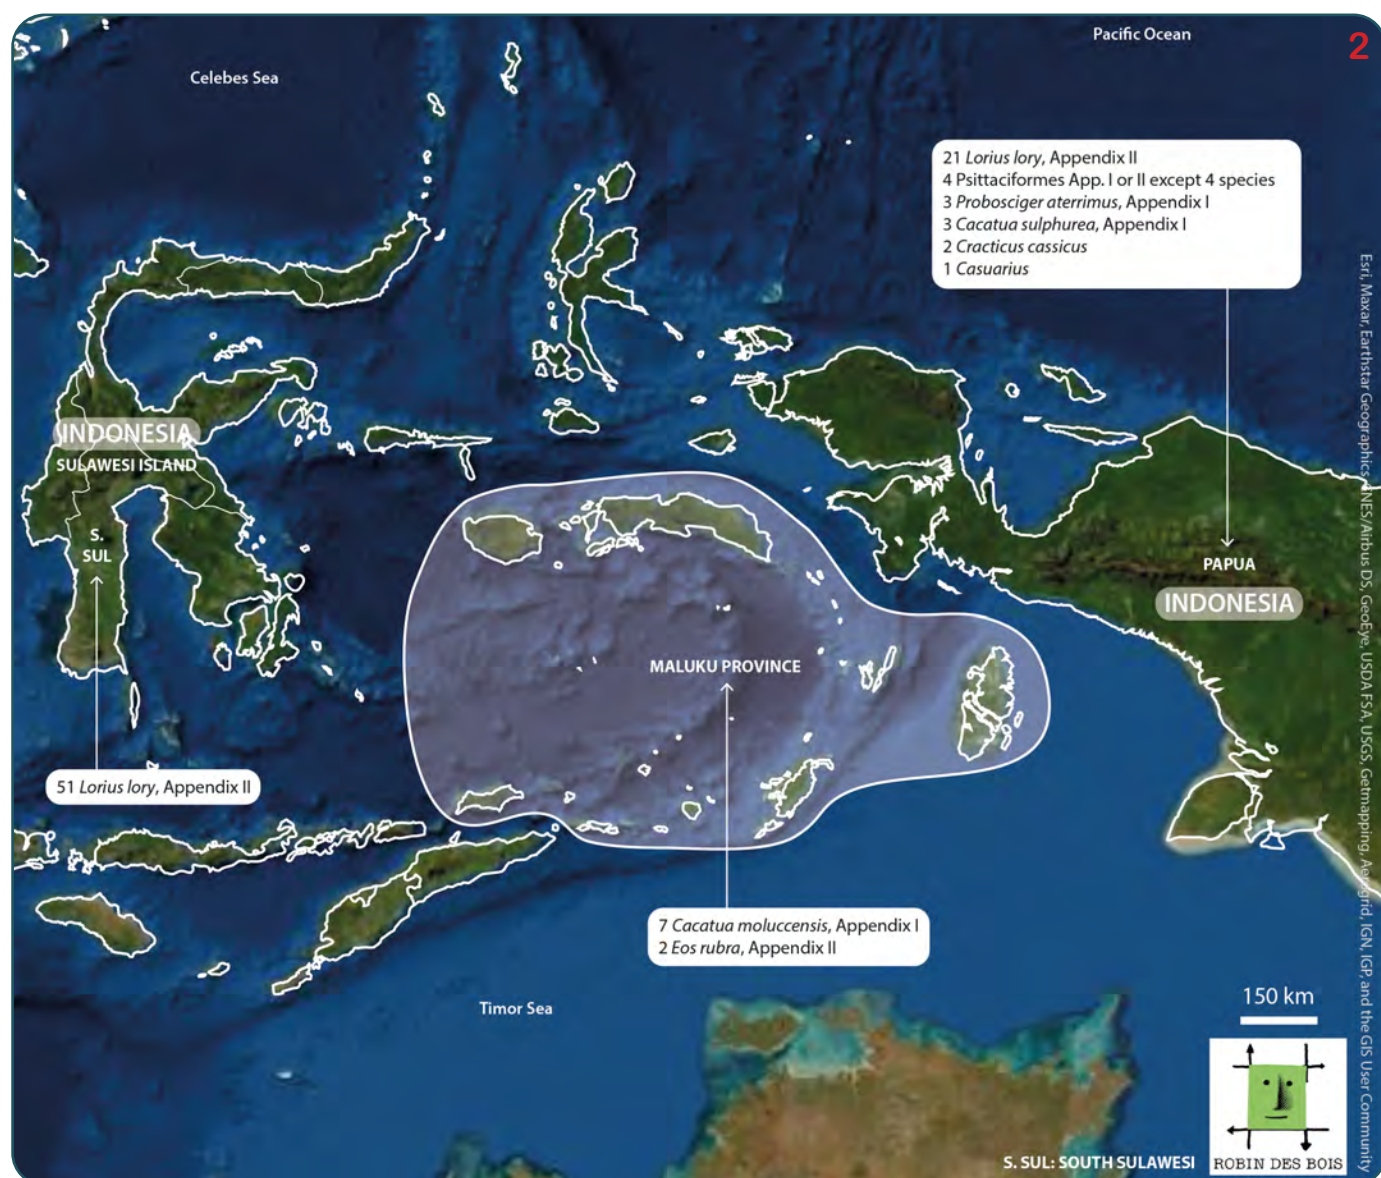 Pacific Ocean
2
Celebes Sea
21 Lorius lory, Appendix II
4 Psittaciformes App. I or II except 4 species
3 Probosciger aterrimus, Appendix I
3 Cacatua sulphurea, Appendix I
2 Cracticus cassicus
1 Casuarius
INDONESIA
SULAWESI ISLAND
S.
SUL
PAPUA
INDONESIA
MALUKU PROVINCE
51 Lorius lory, Appendix II
7 Cacatua moluccensis, Appendix I
2 Eos rubra, Appendix II
Timor Sea
150 km
S. SUL: SOUTH SULAWESI
ROBIN DES BOIS
Esri, Maxar, Earthstar Geographics, CNES/Airbus DS, GeoEye, USDA FSA, USGS, Getmapping, Aerogrid, IGN, IGP, and the GIS User Community